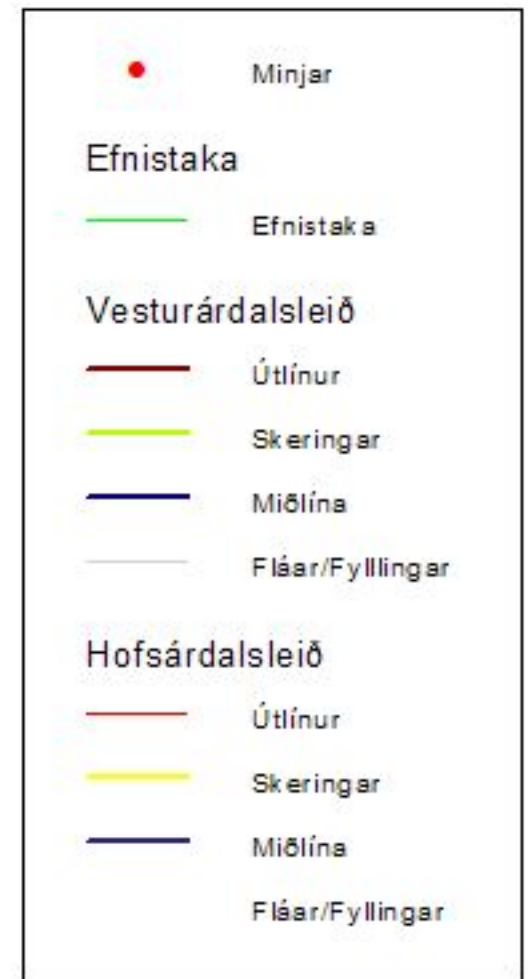 Minjar
Efnistaka
Efnistaka
Vesturárdalsleið
Útlínur
Skeringar
Miðlína
Fláar/Fylllingar
Hofsárdalsleið
Útlínur
Skeringar
Miðlína
Fláar/Fyllingar